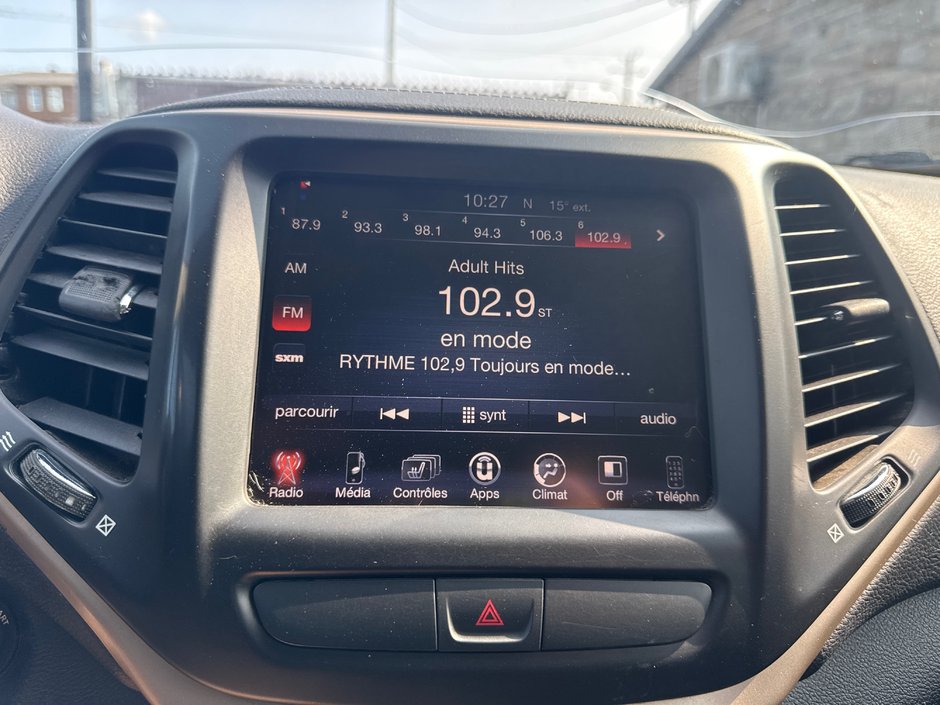 10:27 N 15° ext.
1 87.9 2 93.3 3 98.1 4 94.3 5 106.3 6 102.9
AM
FM
sxm
Adult Hits
102.9 ST
en mode
RYTHME 102,9 Toujours en mode...
parcourir synt audio
Radio Média Contrôles Apps Climat Off Téléphn